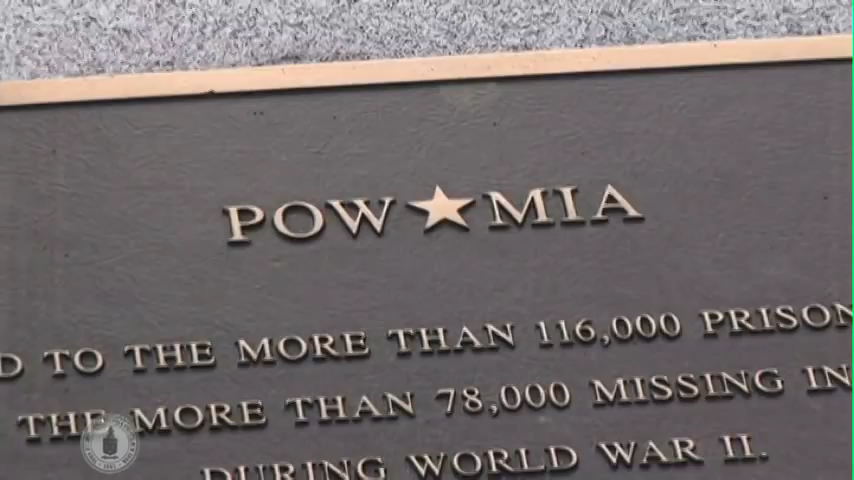 POW★MIA
D TO THE MORE THAN 116,000 PRISON
THE MORE THAN 78,000 MISSING IN
DURING WORLD WAR II.